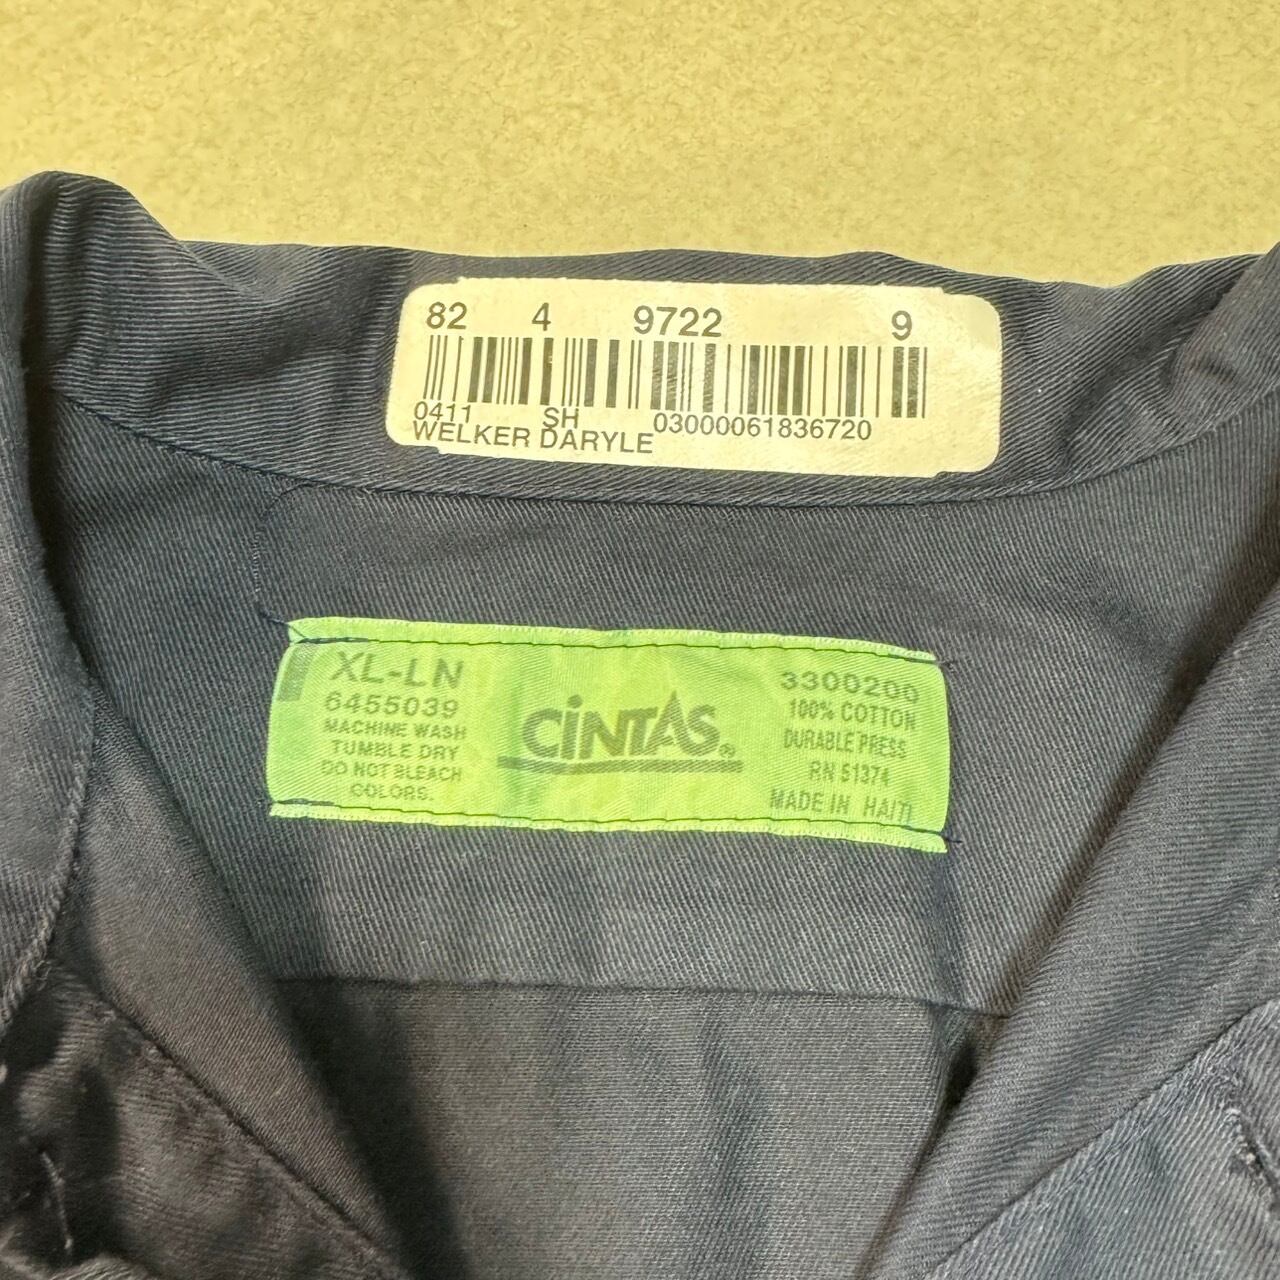 82 4 9722 9
0411 SH 03000061836720
WELKER DARYLE
XL-LN
6455039
MACHINE WASH
TUMBLE DRY
DO NOT BLEACH
COLORS.
CiNTAS®
3300200
100% COTTON
DURABLE PRESS
RN 51374
MADE IN HAITI